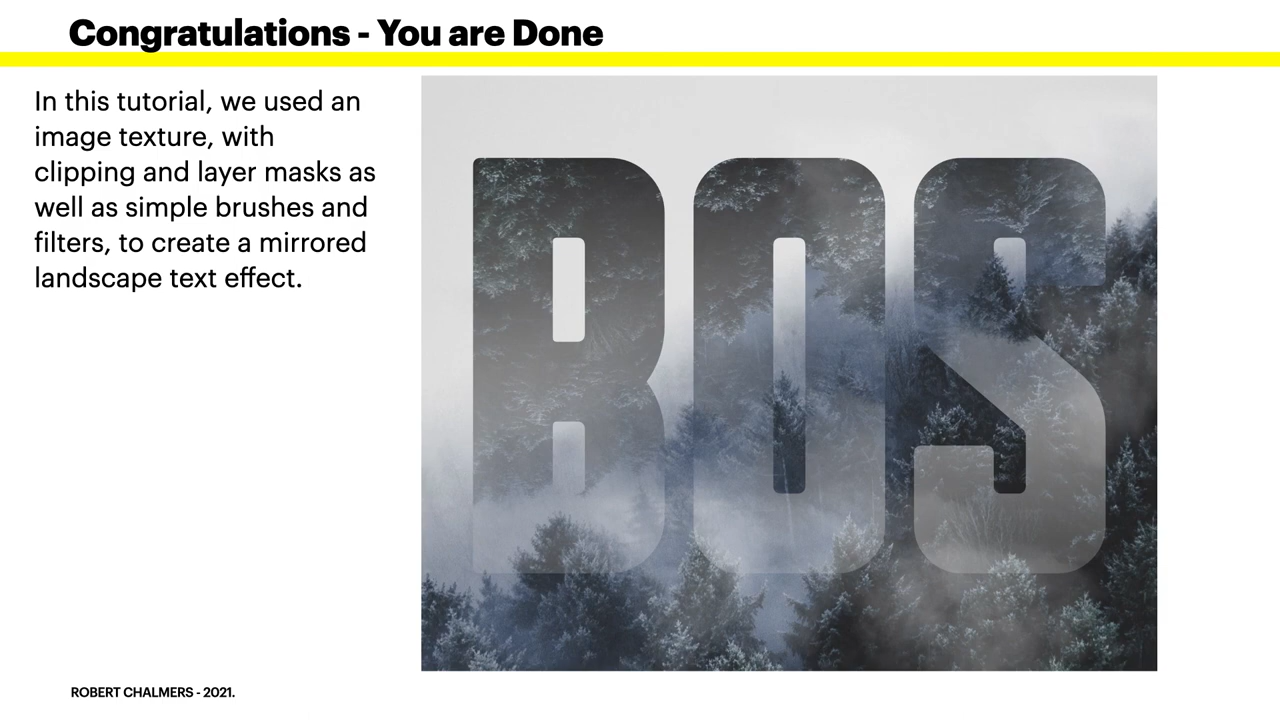 Congratulations - You are Done
In this tutorial, we used an
image texture, with
clipping and layer masks as
well as simple brushes and
filters, to create a mirrored
landscape text effect.
BOS
ROBERT CHALMERS - 2021.